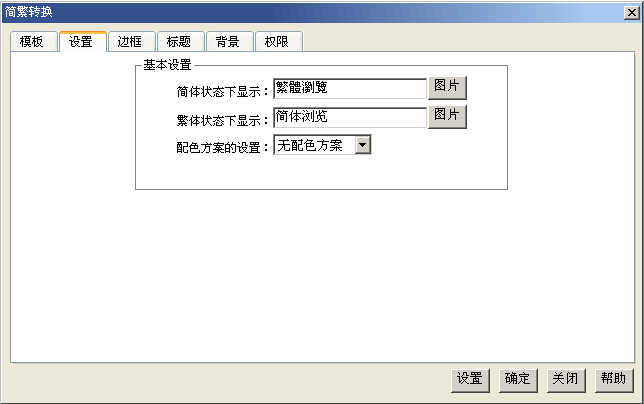 简繁转换
模板 设置 边框 标题 背景 权限
基本设置
简体状态下显示： 繁體瀏覽 图片
繁体状态下显示： 简体浏览 图片
配色方案的设置： 无配色方案
设置 确定 关闭 帮助